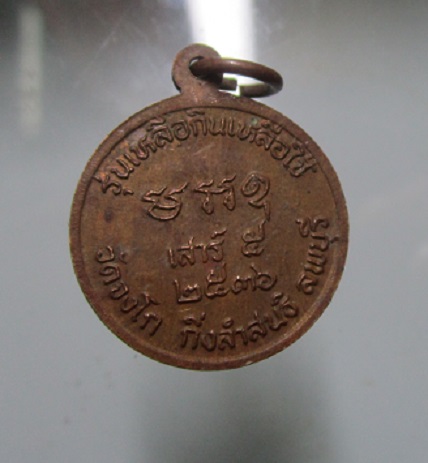 รุ่นเหลือกินเหลือใช้
เสาร์ ๕
๒๕๓๖
วัดจงโก กิ่งลำสนธิ ลพบุรี